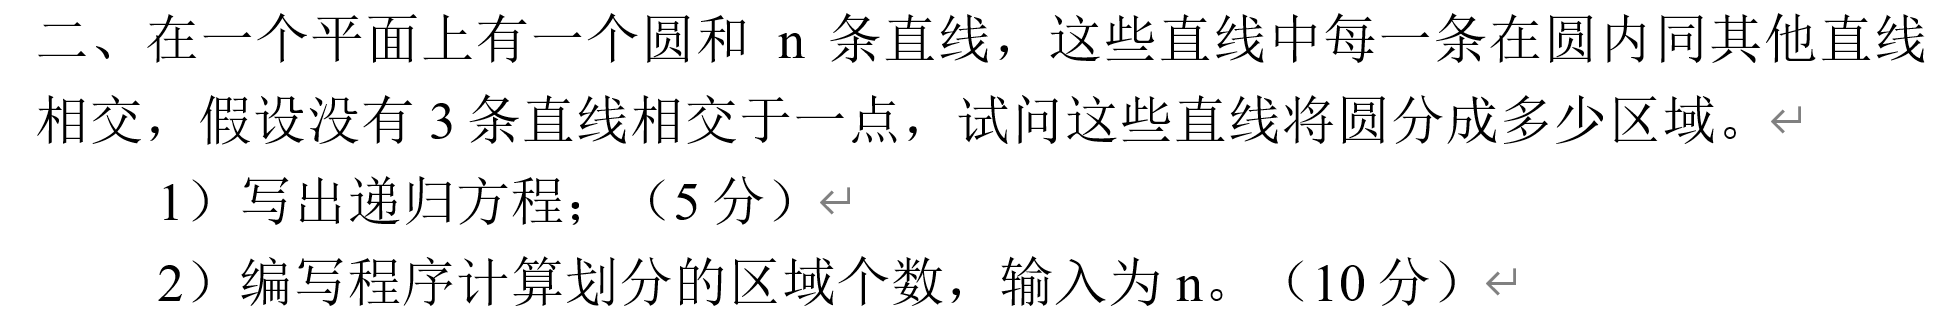 二、在一个平面上有一个圆和 n 条直线，这些直线中每一条在圆内同其他直线
相交，假设没有 3 条直线相交于一点，试问这些直线将圆分成多少区域。↵
1）写出递归方程；（5 分）↵
2）编写程序计算划分的区域个数，输入为 n。（10 分）↵